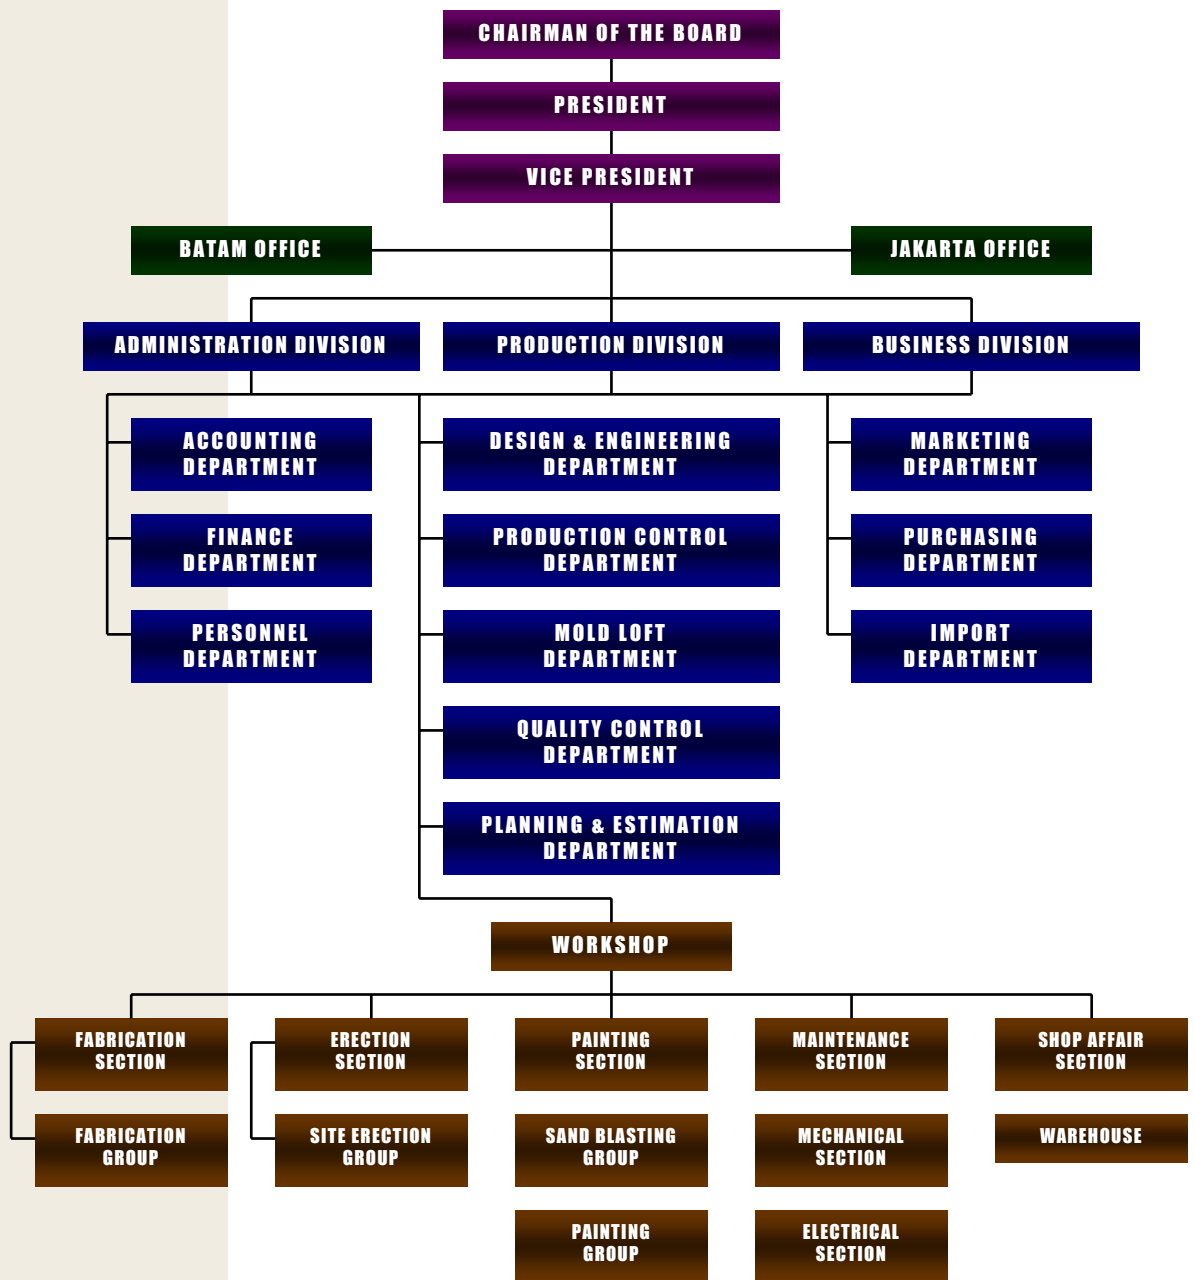 CHAIRMAN OF THE BOARD
PRESIDENT
VICE PRESIDENT
BATAM OFFICE
JAKARTA OFFICE
ADMINISTRATION DIVISION
PRODUCTION DIVISION
BUSINESS DIVISION
ACCOUNTING
DEPARTMENT
DESIGN & ENGINEERING
DEPARTMENT
MARKETING
DEPARTMENT
FINANCE
DEPARTMENT
PRODUCTION CONTROL
DEPARTMENT
PURCHASING
DEPARTMENT
PERSONNEL
DEPARTMENT
MOLD LOFT
DEPARTMENT
IMPORT
DEPARTMENT
QUALITY CONTROL
DEPARTMENT
PLANNING & ESTIMATION
DEPARTMENT
WORKSHOP
FABRICATION
SECTION
ERECTION
SECTION
PAINTING
SECTION
MAINTENANCE
SECTION
SHOP AFFAIR
SECTION
FABRICATION
GROUP
SITE ERECTION
GROUP
SAND BLASTING
GROUP
MECHANICAL
SECTION
WAREHOUSE
PAINTING
GROUP
ELECTRICAL
SECTION